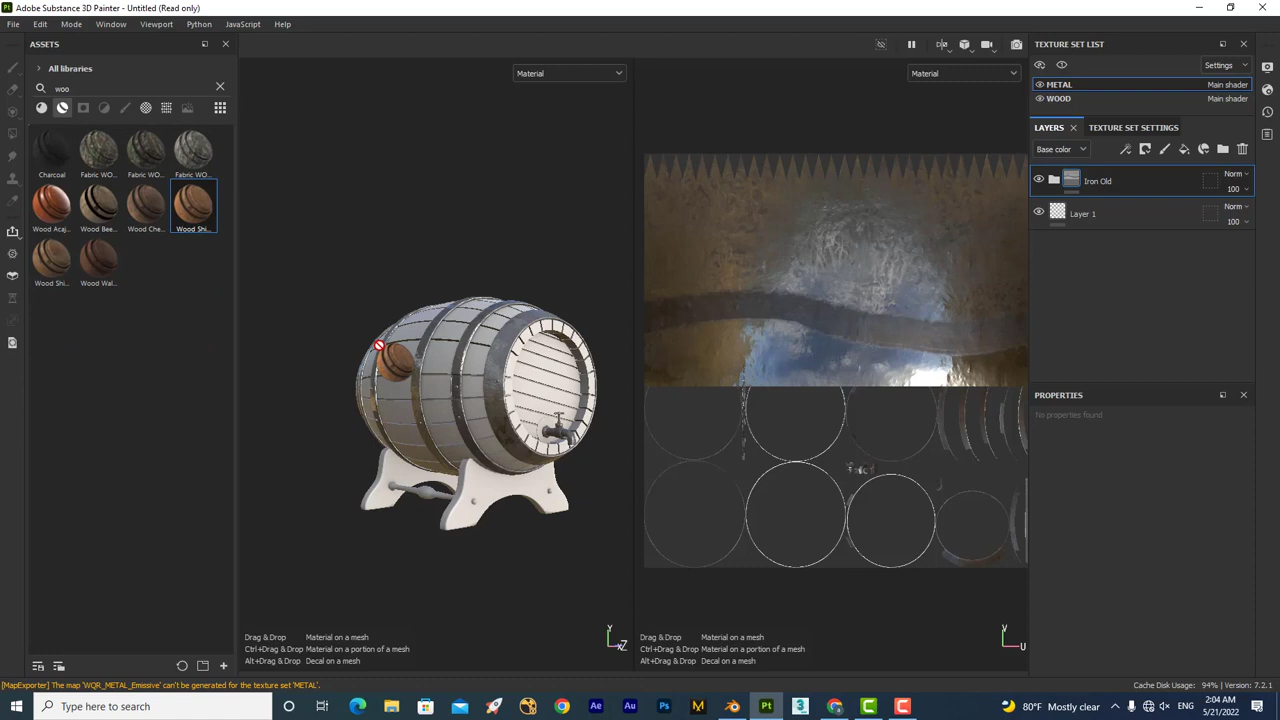 Adobe Substance 3D Painter - Untitled (Read only)
File Edit Mode Window Viewport Python JavaScript Help
ASSETS
All libraries
woo
Charcoal Fabric WO... Fabric WO... Fabric WO...
Wood Acaj... Wood Bee... Wood Che... Wood Shi...
Wood Shi... Wood Wal...
Material
Material
Drag & Drop Material on a mesh
Ctrl+Drag & Drop Material on a portion of a mesh
Alt+Drag & Drop Decal on a mesh
Y
Z
Drag & Drop Material on a mesh
Ctrl+Drag & Drop Material on a portion of a mesh
Alt+Drag & Drop Decal on a mesh
V
U
TEXTURE SET LIST
Settings
METAL Main shader
WOOD Main shader
LAYERS TEXTURE SET SETTINGS
Base color
Iron Old Norm
100
Layer 1 Norm
100
PROPERTIES
No properties found
[MapExporter] The map 'WQR_METAL_Emissive' can't be generated for the texture set 'METAL'.
Cache Disk Usage: 94% | Version: 7.2.1
Type here to search
Ae Au Ps M Pt 3
80°F Mostly clear
ENG
2:04 AM
5/21/2022